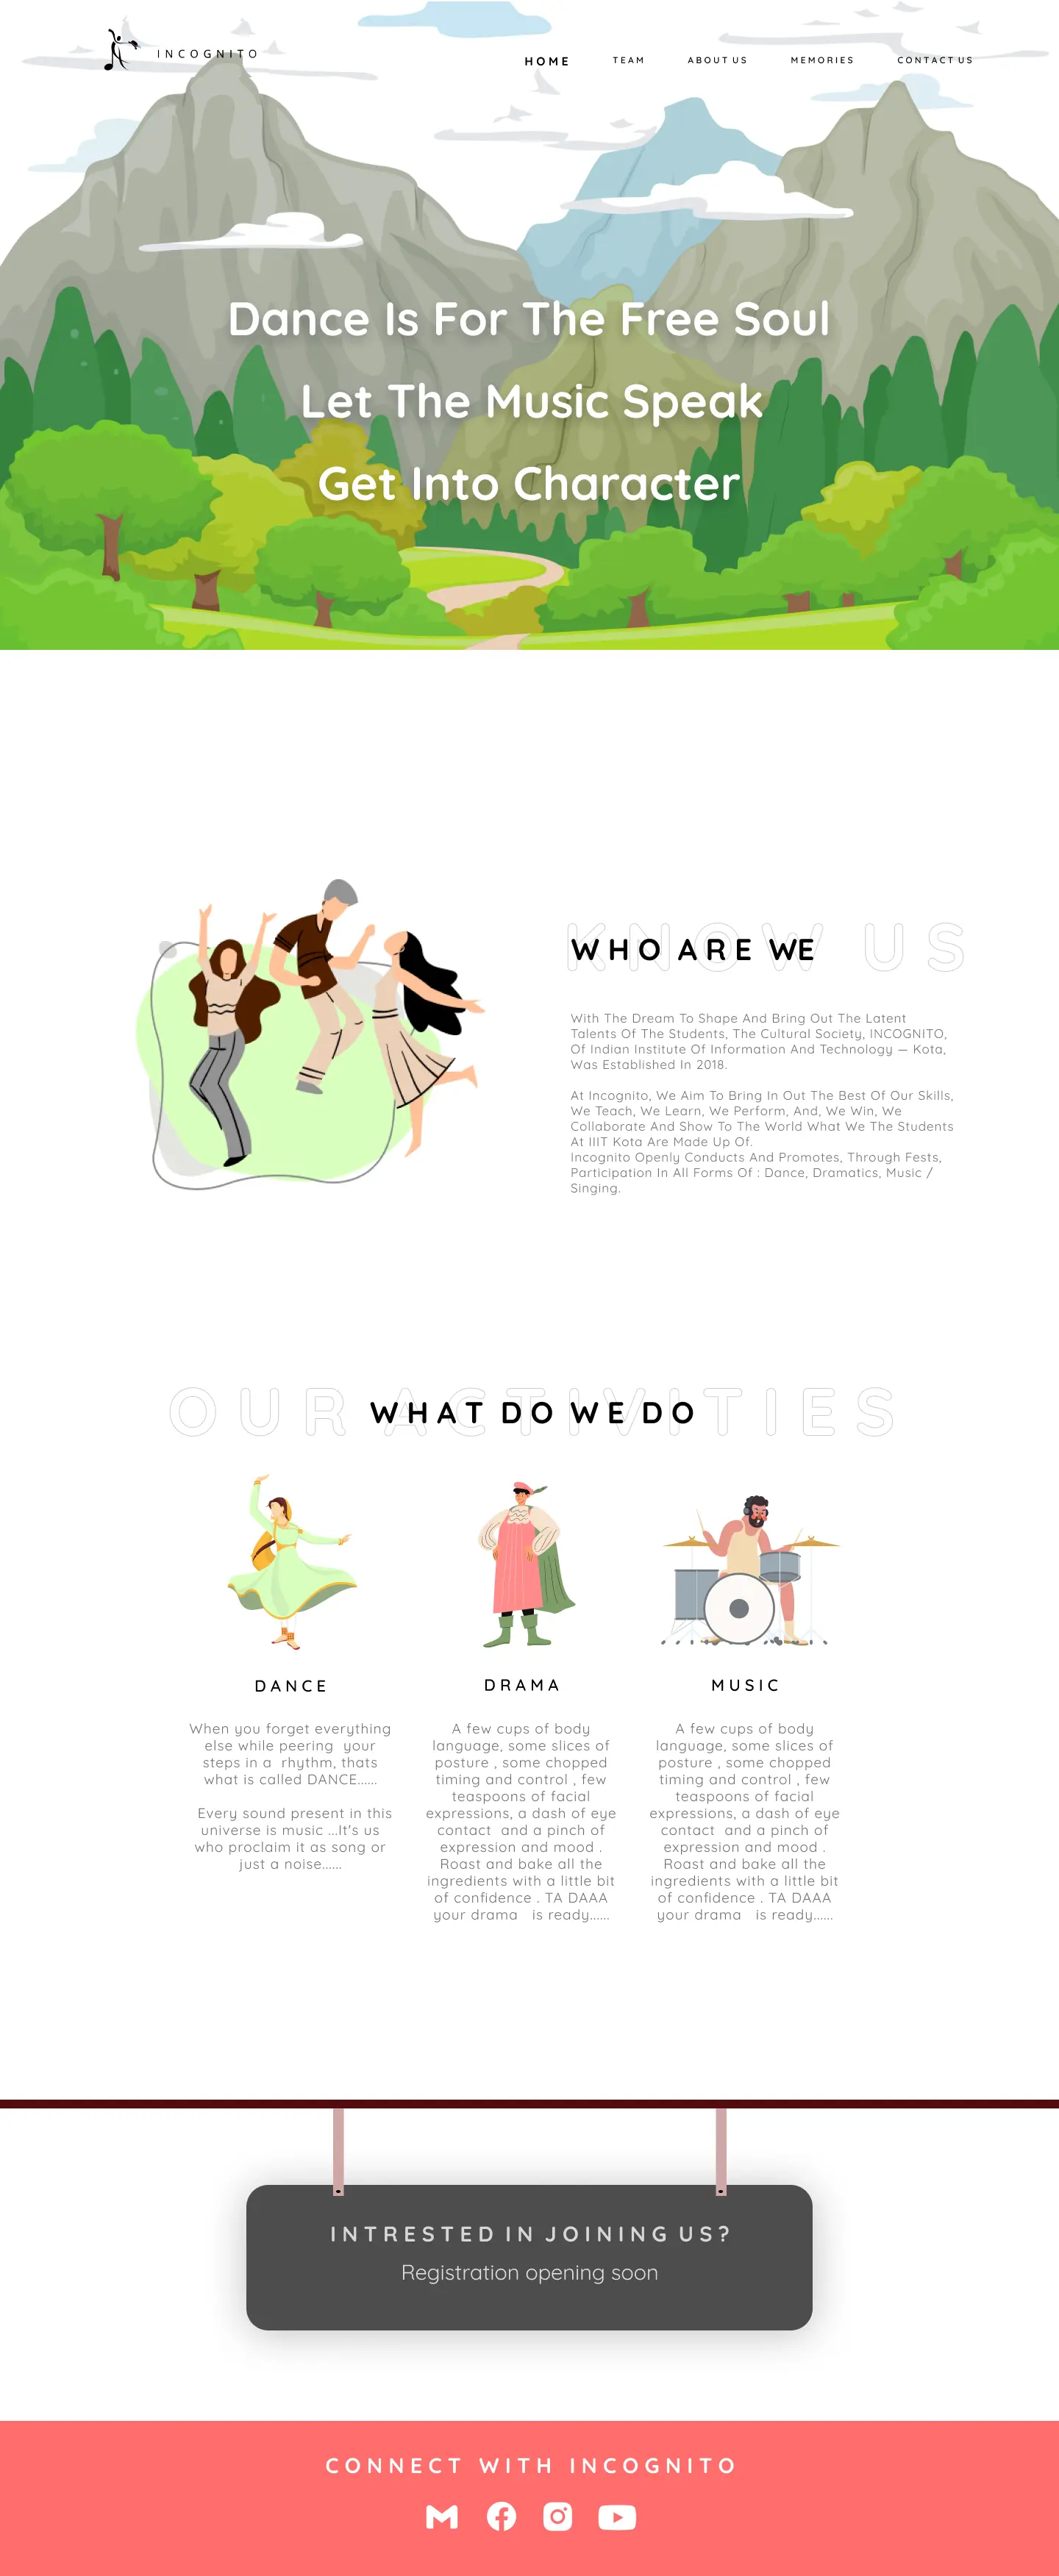 INCOGNITO
HOME
TEAM
ABOUT US
MEMORIES
CONTACT US
Dance Is For The Free Soul
Let The Music Speak
Get Into Character
KNOW US
WHO ARE WE
With The Dream To Shape And Bring Out The Latent
Talents Of The Students, The Cultural Society, INCOGNITO,
Of Indian Institute Of Information And Technology — Kota,
Was Established In 2018.
At Incognito, We Aim To Bring In Out The Best Of Our Skills,
We Teach, We Learn, We Perform, And, We Win, We
Collaborate And Show To The World What We The Students
At IIIT Kota Are Made Up Of.
Incognito Openly Conducts And Promotes, Through Fests,
Participation In All Forms Of : Dance, Dramatics, Music /
Singing.
OUR ACTIVITIES
WHAT DO WE DO
DANCE
When you forget everything
else while peering your
steps in a rhythm, thats
what is called DANCE......
Every sound present in this
universe is music ...It's us
who proclaim it as song or
just a noise......
DRAMA
A few cups of body
language, some slices of
posture , some chopped
timing and control , few
teaspoons of facial
expressions, a dash of eye
contact and a pinch of
expression and mood .
Roast and bake all the
ingredients with a little bit
of confidence . TA DAAA
your drama is ready......
MUSIC
A few cups of body
language, some slices of
posture , some chopped
timing and control , few
teaspoons of facial
expressions, a dash of eye
contact and a pinch of
expression and mood .
Roast and bake all the
ingredients with a little bit
of confidence . TA DAAA
your drama is ready......
INTRESTED IN JOINING US?
Registration opening soon
CONNECT WITH INCOGNITO